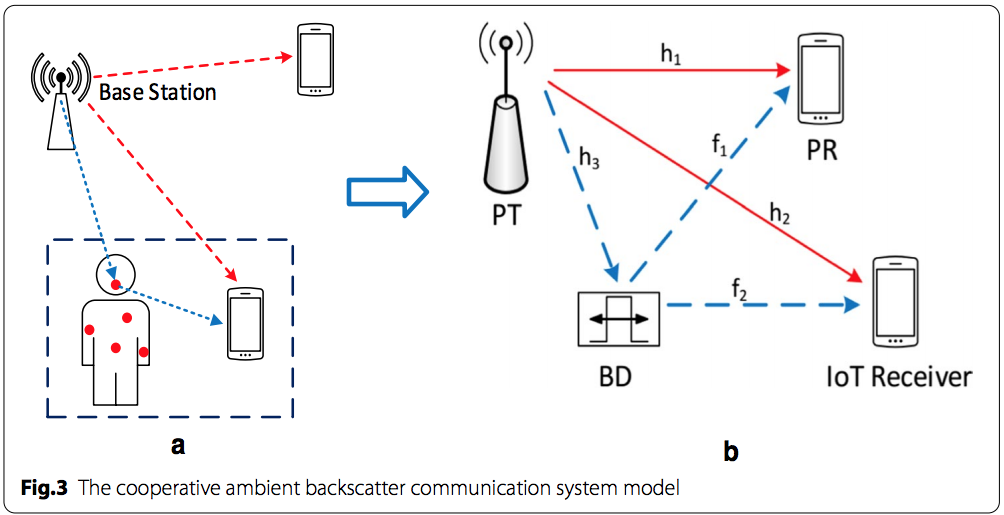 Base Station
a
h₁
PR
f₁
h₃
PT
h₂
f₂
BD
IoT Receiver
b
Fig.3 The cooperative ambient backscatter communication system model